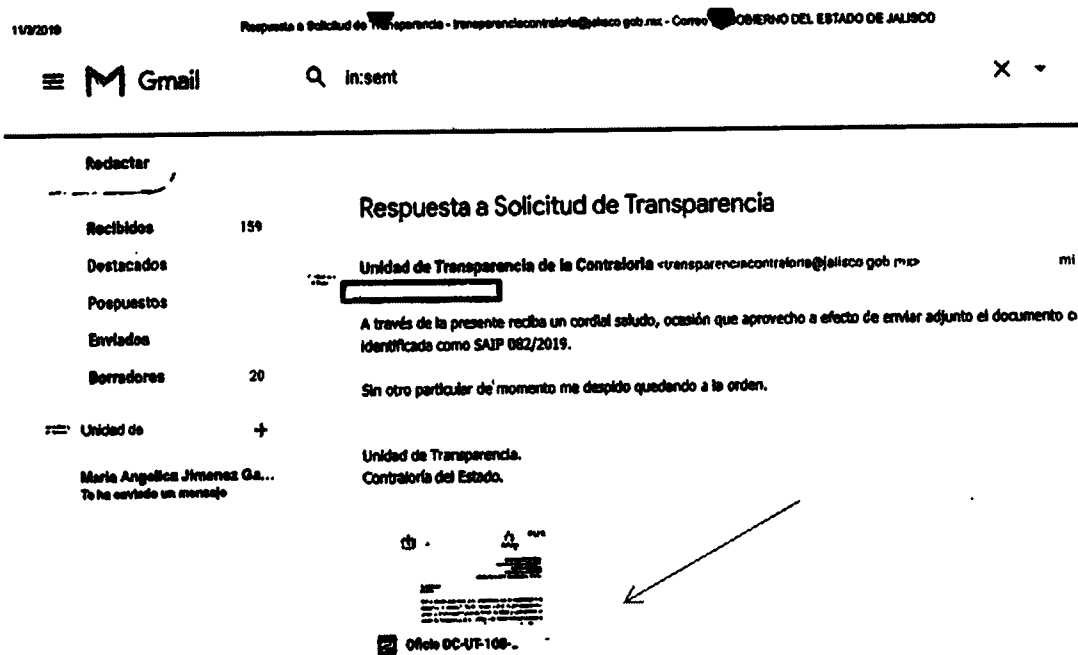 11/3/2019
Respuesta a Solicitud de Transparencia - transparenciacontraloria@jalisco.gob.mx - Correo GOBIERNO DEL ESTADO DE JALISCO
Gmail
in:sent
Redactar
Recibidos 159
Destacados
Pospuestos
Enviados
Borradores 20
Unidad de +
Maria Angelica Jimenez Ga...
Te ha enviado un mensaje
Respuesta a Solicitud de Transparencia
Unidad de Transparencia de la Contraloria <transparenciacontraloria@jalisco.gob.mx> mi
A través de la presente reciba un cordial saludo, ocasión que aprovecho a efecto de enviar adjunto el documento
identificada como SAIP 082/2019.
Sin otro particular de momento me despido quedando a la orden.
Unidad de Transparencia.
Contraloría del Estado.
Oficio DC-UT-108-..